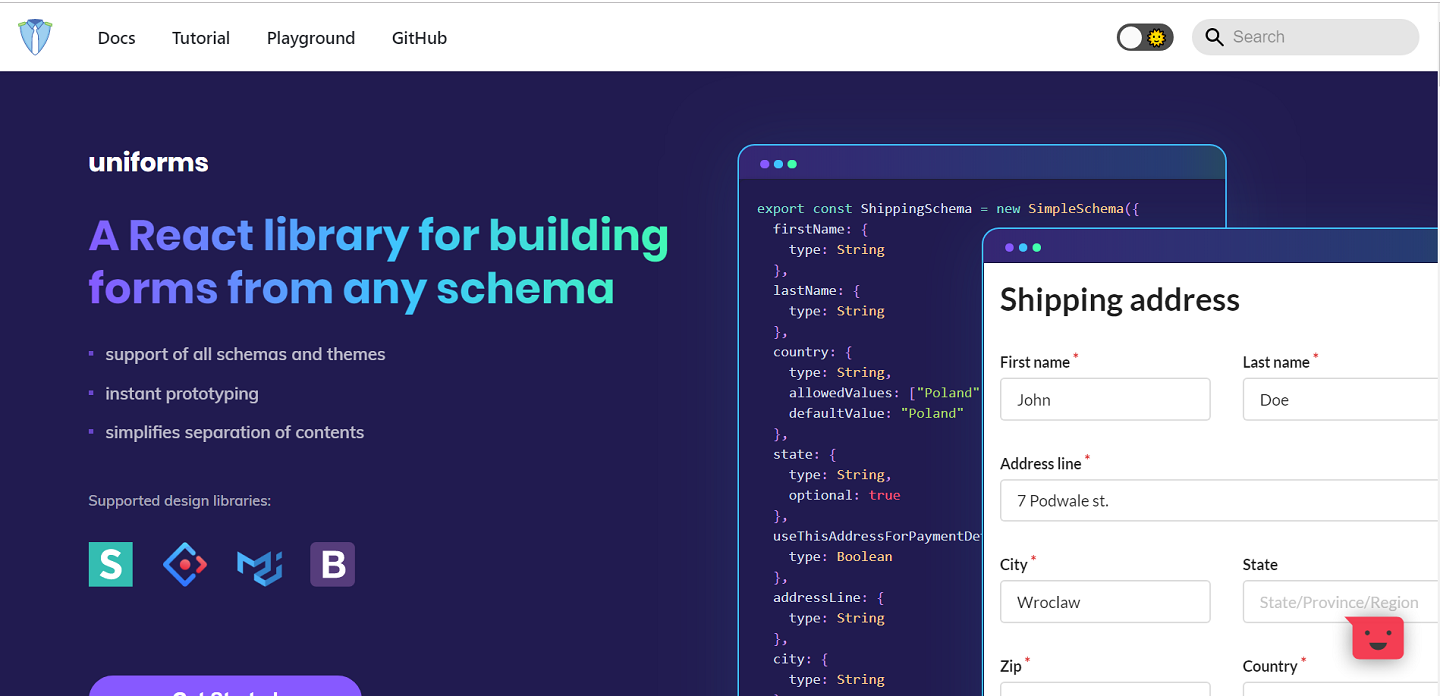 Docs Tutorial Playground GitHub
Search
uniforms
A React library for building
forms from any schema
support of all schemas and themes
instant prototyping
simplifies separation of contents
Supported design libraries:
S
B
export const ShippingSchema = new SimpleSchema({
firstName: {
type: String
},
lastName: {
type: String
},
country: {
type: String,
allowedValues: ["Poland"
defaultValue: "Poland"
},
state: {
type: String,
optional: true
},
useThisAddressForPaymentDe
type: Boolean
},
addressLine: {
type: String
},
city: {
type: String
Shipping address
First name * Last name *
John Doe
Address line *
7 Podwale st.
City * State
Wroclaw State/Province/Region
Zip * Country *